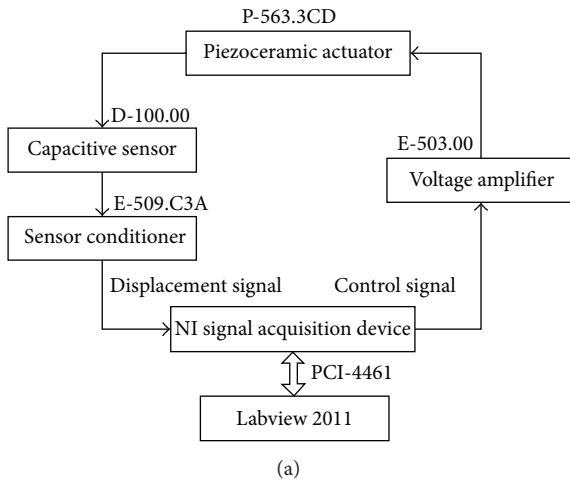 P-563.3CD
Piezoceramic actuator
D-100.00
Capacitive sensor
E-503.00
Voltage amplifier
E-509.C3A
Sensor conditioner
Displacement signal
Control signal
NI signal acquisition device
PCI-4461
Labview 2011
(a)